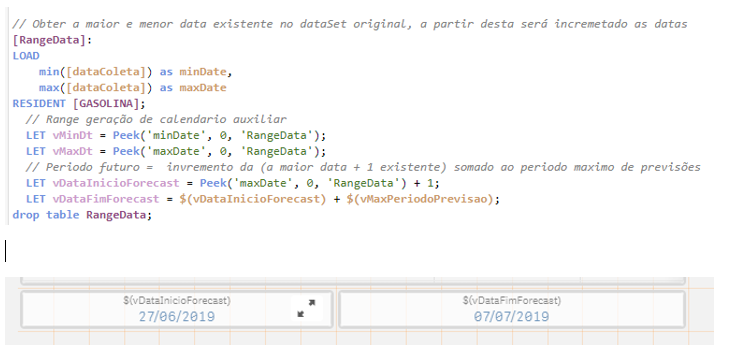 // Obter a maior e menor data existente no dataSet original, a partir desta será incremetado as datas
[RangeData]:
LOAD
min([dataColeta]) as minDate,
max([dataColeta]) as maxDate
RESIDENT [GASOLINA];
// Range geração de calendario auxiliar
LET vMinDt = Peek('minDate', 0, 'RangeData');
LET vMaxDt = Peek('maxDate', 0, 'RangeData');
// Periodo futuro = invremento da (a maior data + 1 existente) somado ao periodo maximo de previsões
LET vDataInicioForecast = Peek('maxDate', 0, 'RangeData') + 1;
LET vDataFimForecast = $(vDataInicioForecast) + $(vMaxPeriodoPrevisao);
drop table RangeData;
$(vDataInicioForecast)
27/06/2019
$(vDataFimForecast)
07/07/2019